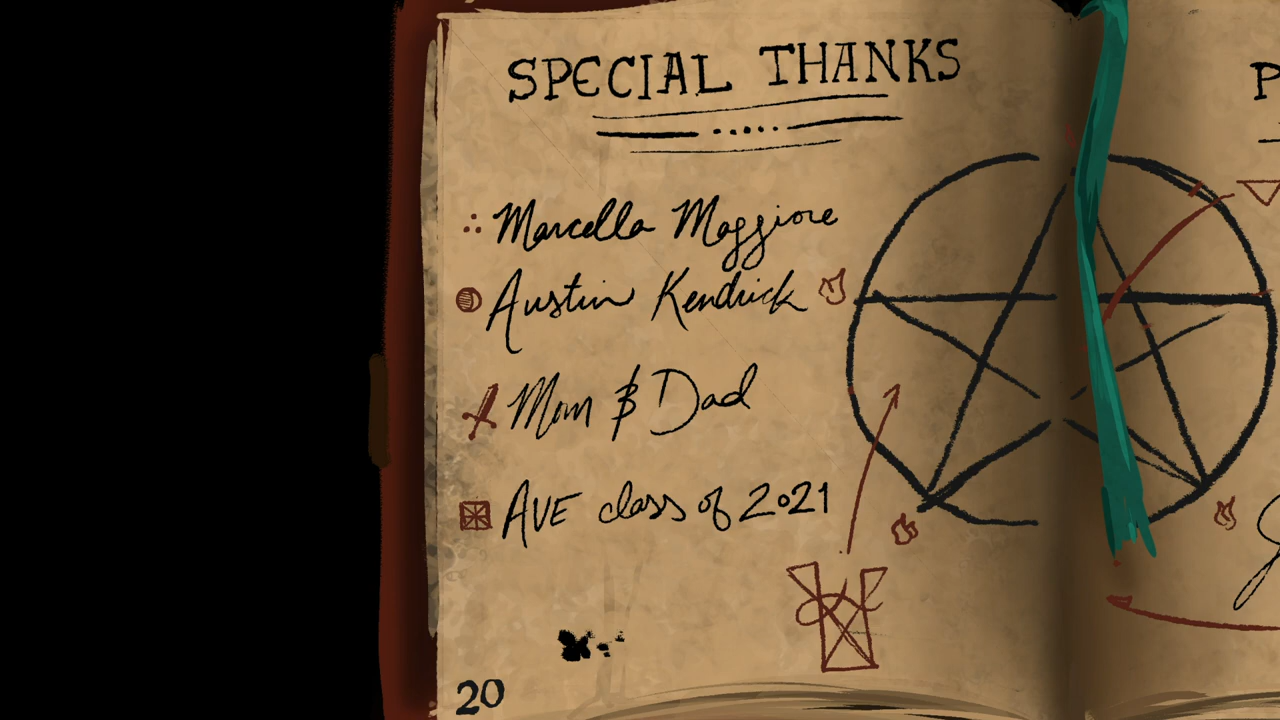 SPECIAL THANKS
Marcella Maggiore
Austin Kendrick
Mom & Dad
AVE class of 2021
20
P